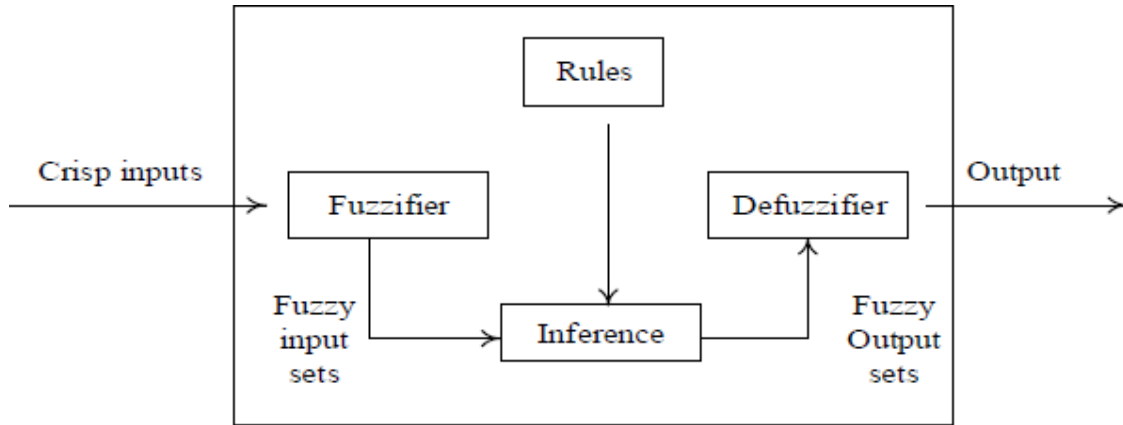 Rules
Crisp inputs
Fuzzifier
Defuzzifier
Output
Fuzzy
input
sets
Inference
Fuzzy
Output
sets